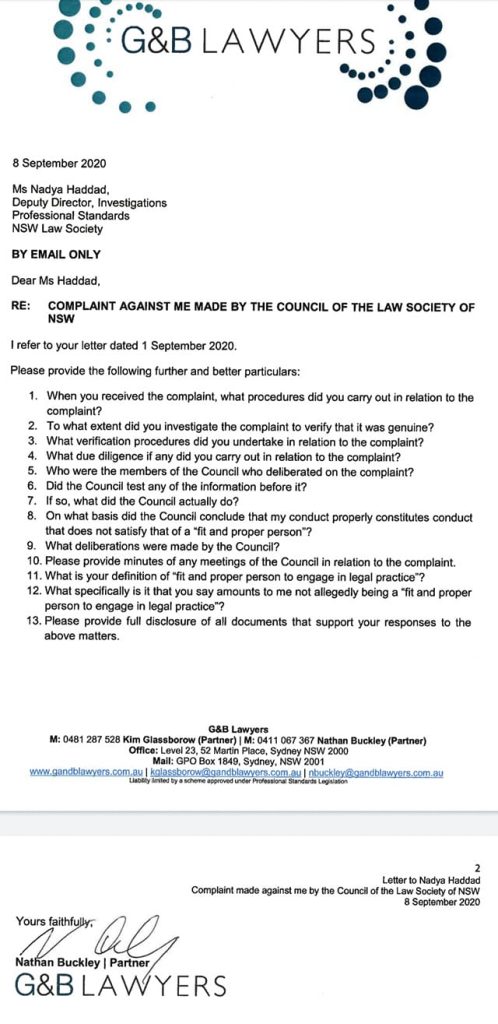 G&B LAWYERS
8 September 2020
Ms Nadya Haddad,
Deputy Director, Investigations
Professional Standards
NSW Law Society
BY EMAIL ONLY
Dear Ms Haddad,
RE: COMPLAINT AGAINST ME MADE BY THE COUNCIL OF THE LAW SOCIETY OF
NSW
I refer to your letter dated 1 September 2020.
Please provide the following further and better particulars:
1. When you received the complaint, what procedures did you carry out in relation to the
complaint?
2. To what extent did you investigate the complaint to verify that it was genuine?
3. What verification procedures did you undertake in relation to the complaint?
4. What due diligence if any did you carry out in relation to the complaint?
5. Who were the members of the Council who deliberated on the complaint?
6. Did the Council test any of the information before it?
7. If so, what did the Council actually do?
8. On what basis did the Council conclude that my conduct properly constitutes conduct
that does not satisfy that of a "fit and proper person"?
9. What deliberations were made by the Council?
10. Please provide minutes of any meetings of the Council in relation to the complaint.
11. What is your definition of "fit and proper person to engage in legal practice"?
12. What specifically is it that you say amounts to me not allegedly being a "fit and proper
person to engage in legal practice"?
13. Please provide full disclosure of all documents that support your responses to the
above matters.
G&B Lawyers
M: 0481 287 528 Kim Glassborow (Partner) | M: 0411 067 367 Nathan Buckley (Partner)
Office: Level 23, 52 Martin Place, Sydney NSW 2000
Mail: GPO Box 1849, Sydney, NSW 2001
www.gandblawyers.com.au | kglassborow@gandblawyers.com.au | nbuckley@gandblawyers.com.au
Liability limited by a scheme approved under Professional Standards Legislation
2
Letter to Nadya Haddad
Complaint made against me by the Council of the Law Society of NSW
8 September 2020
Yours faithfully,
Nathan Buckley | Partner
G&B LAWYERS